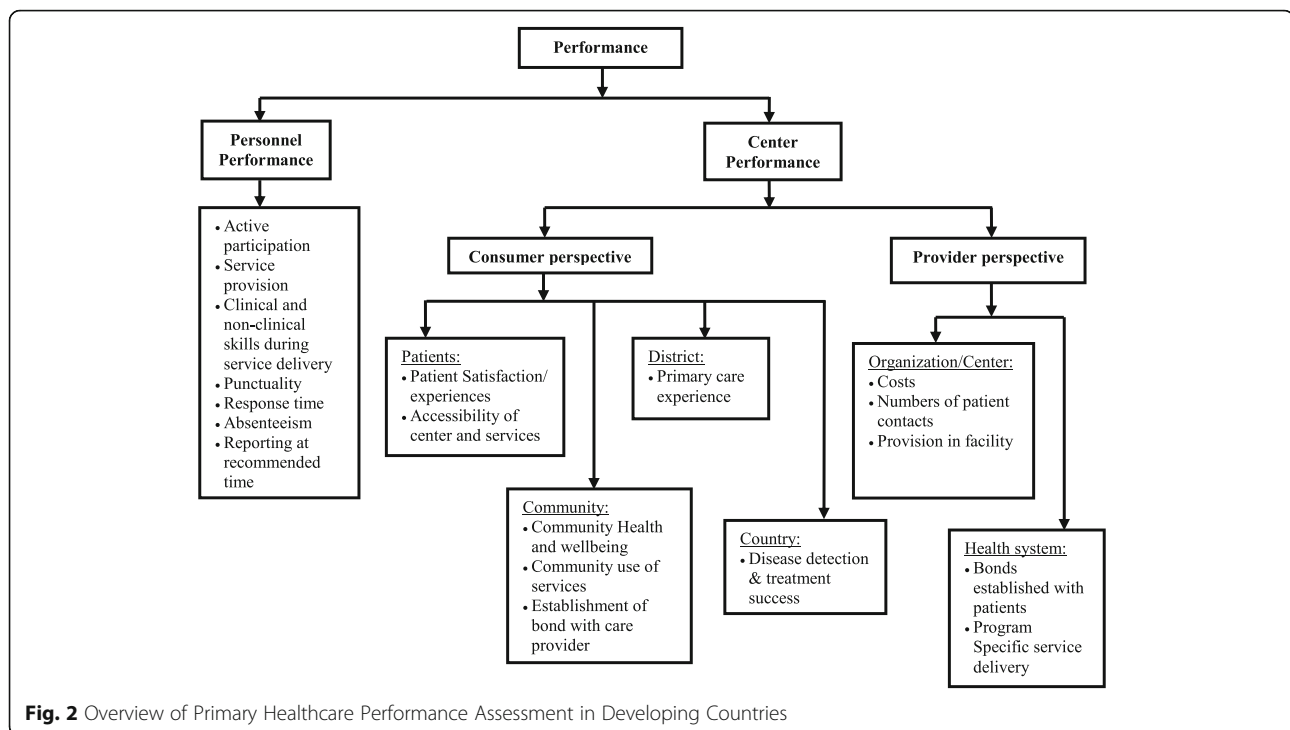 Performance
Personnel
Performance
Center
Performance
• Active
participation
• Service
provision
• Clinical and
non-clinical
skills during
service delivery
• Punctuality
• Response time
• Absenteeism
• Reporting at
recommended
time
Consumer perspective
Provider perspective
Patients:
• Patient Satisfaction/
experiences
• Accessibility of
center and services
District:
• Primary care
experience
Organization/Center:
• Costs
• Numbers of patient
contacts
• Provision in facility
Community:
• Community Health
and wellbeing
• Community use of
services
• Establishment of
bond with care
provider
Country:
• Disease detection
& treatment
success
Health system:
• Bonds
established with
patients
• Program
Specific service
delivery
Fig. 2 Overview of Primary Healthcare Performance Assessment in Developing Countries